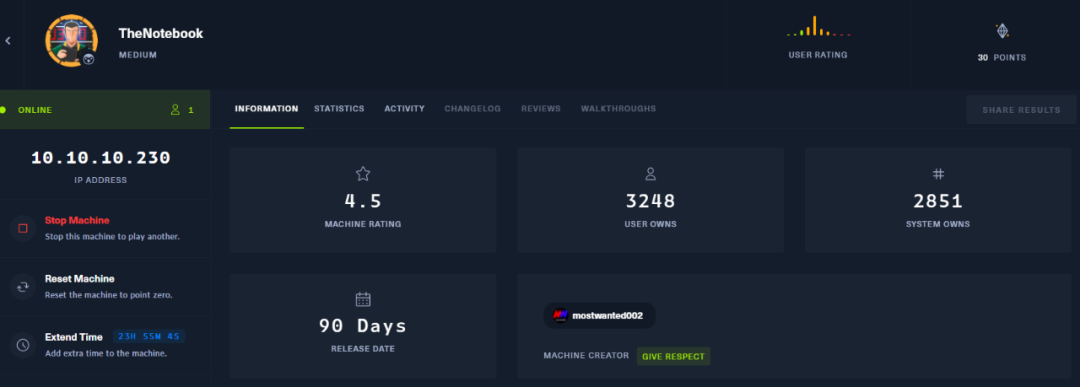 TheNotebook
MEDIUM
USER RATING
30 POINTS
ONLINE
1
INFORMATION STATISTICS ACTIVITY CHANGELOG REVIEWS WALKTHROUGHS
SHARE RESULTS
10.10.10.230
IP ADDRESS
4.5
MACHINE RATING
3248
USER OWNS
2851
SYSTEM OWNS
Stop Machine
Stop this machine to play another.
Reset Machine
Reset the machine to point zero.
90 Days
RELEASE DATE
mostwanted002
MACHINE CREATOR GIVE RESPECT
Extend Time 23H 55M 4S
Add extra time to the machine.